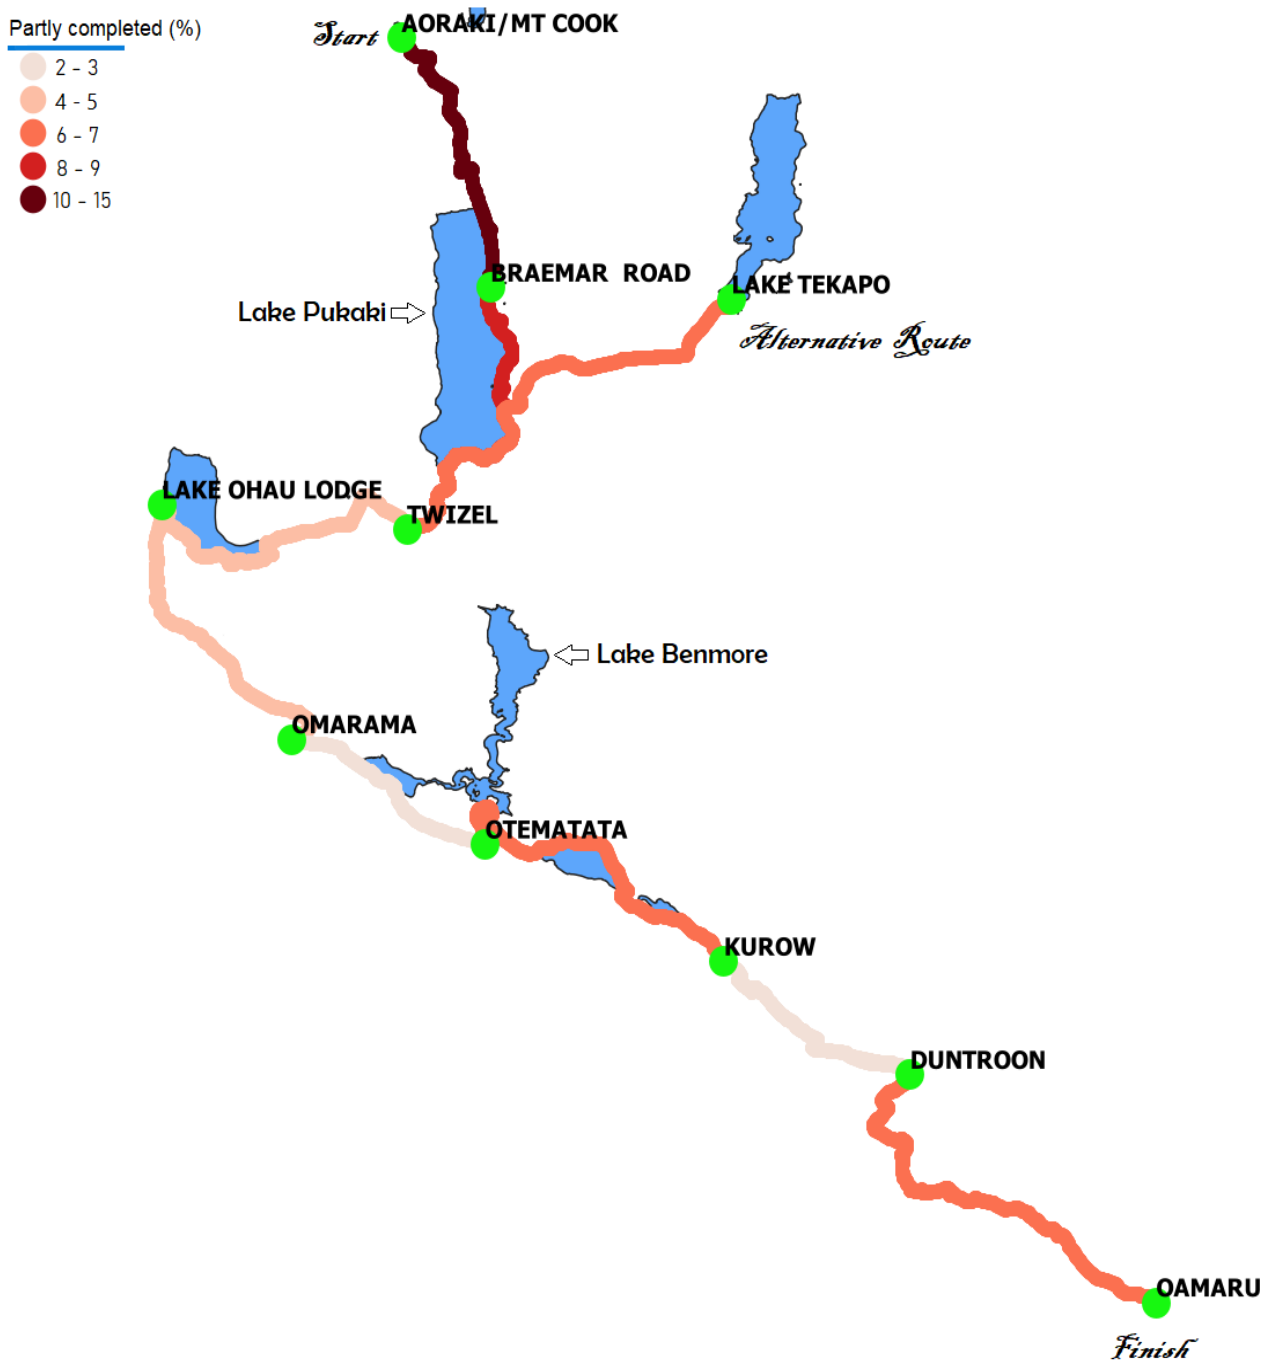 Start
AORAKI/MT COOK
Partly completed (%)
2 - 3
4 - 5
6 - 7
8 - 9
10 - 15
BRAEMAR ROAD
LAKE TEKAPO
Lake Pukaki
Alternative Route
LAKE OHAU LODGE
TWIZEL
Lake Benmore
OMARAMA
OTEMATATA
KUROW
DUNTROON
OAMARU
Finish